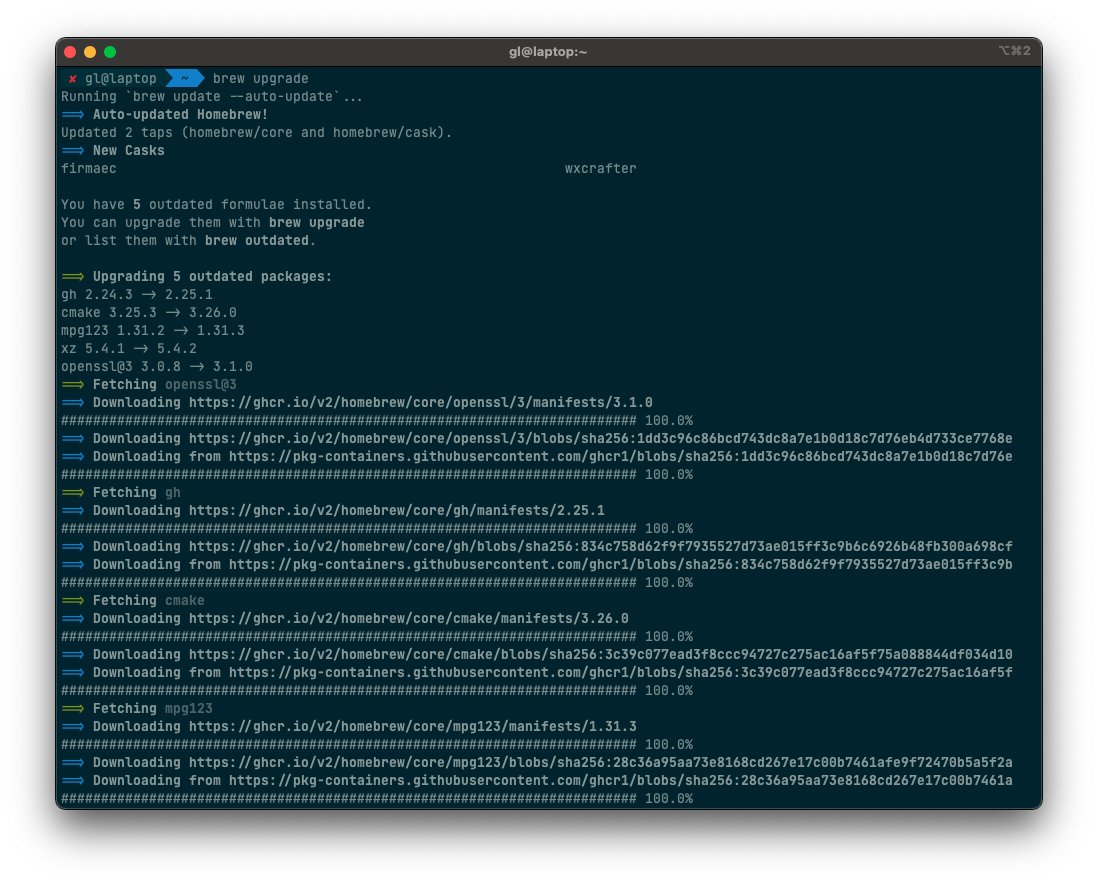 gl@laptop:~
⌥⌘2
✘ gl@laptop ~ brew upgrade
Running `brew update --auto-update`...
==> Auto-updated Homebrew!
Updated 2 taps (homebrew/core and homebrew/cask).
==> New Casks
firmaec wxcrafter
You have 5 outdated formulae installed.
You can upgrade them with brew upgrade
or list them with brew outdated.
==> Upgrading 5 outdated packages:
gh 2.24.3 -> 2.25.1
cmake 3.25.3 -> 3.26.0
mpg123 1.31.2 -> 1.31.3
xz 5.4.1 -> 5.4.2
openssl@3 3.0.8 -> 3.1.0
==> Fetching openssl@3
==> Downloading https://ghcr.io/v2/homebrew/core/openssl/3/manifests/3.1.0
######################################################################## 100.0%
==> Downloading https://ghcr.io/v2/homebrew/core/openssl/3/blobs/sha256:1dd3c96c86bcd743dc8a7e1b0d18c7d76eb4d733ce7768e
==> Downloading from https://pkg-containers.githubusercontent.com/ghcr1/blobs/sha256:1dd3c96c86bcd743dc8a7e1b0d18c7d76e
######################################################################## 100.0%
==> Fetching gh
==> Downloading https://ghcr.io/v2/homebrew/core/gh/manifests/2.25.1
######################################################################## 100.0%
==> Downloading https://ghcr.io/v2/homebrew/core/gh/blobs/sha256:834c758d62f9f7935527d73ae015ff3c9b6c6926b48fb300a698cf
==> Downloading from https://pkg-containers.githubusercontent.com/ghcr1/blobs/sha256:834c758d62f9f7935527d73ae015ff3c9b
######################################################################## 100.0%
==> Fetching cmake
==> Downloading https://ghcr.io/v2/homebrew/core/cmake/manifests/3.26.0
######################################################################## 100.0%
==> Downloading https://ghcr.io/v2/homebrew/core/cmake/blobs/sha256:3c39c077ead3f8ccc94727c275ac16af5f75a088844df034d10
==> Downloading from https://pkg-containers.githubusercontent.com/ghcr1/blobs/sha256:3c39c077ead3f8ccc94727c275ac16af5f
######################################################################## 100.0%
==> Fetching mpg123
==> Downloading https://ghcr.io/v2/homebrew/core/mpg123/manifests/1.31.3
######################################################################## 100.0%
==> Downloading https://ghcr.io/v2/homebrew/core/mpg123/blobs/sha256:28c36a95aa73e8168cd267e17c00b7461afe9f72470b5a5f2a
==> Downloading from https://pkg-containers.githubusercontent.com/ghcr1/blobs/sha256:28c36a95aa73e8168cd267e17c00b7461a
######################################################################## 100.0%